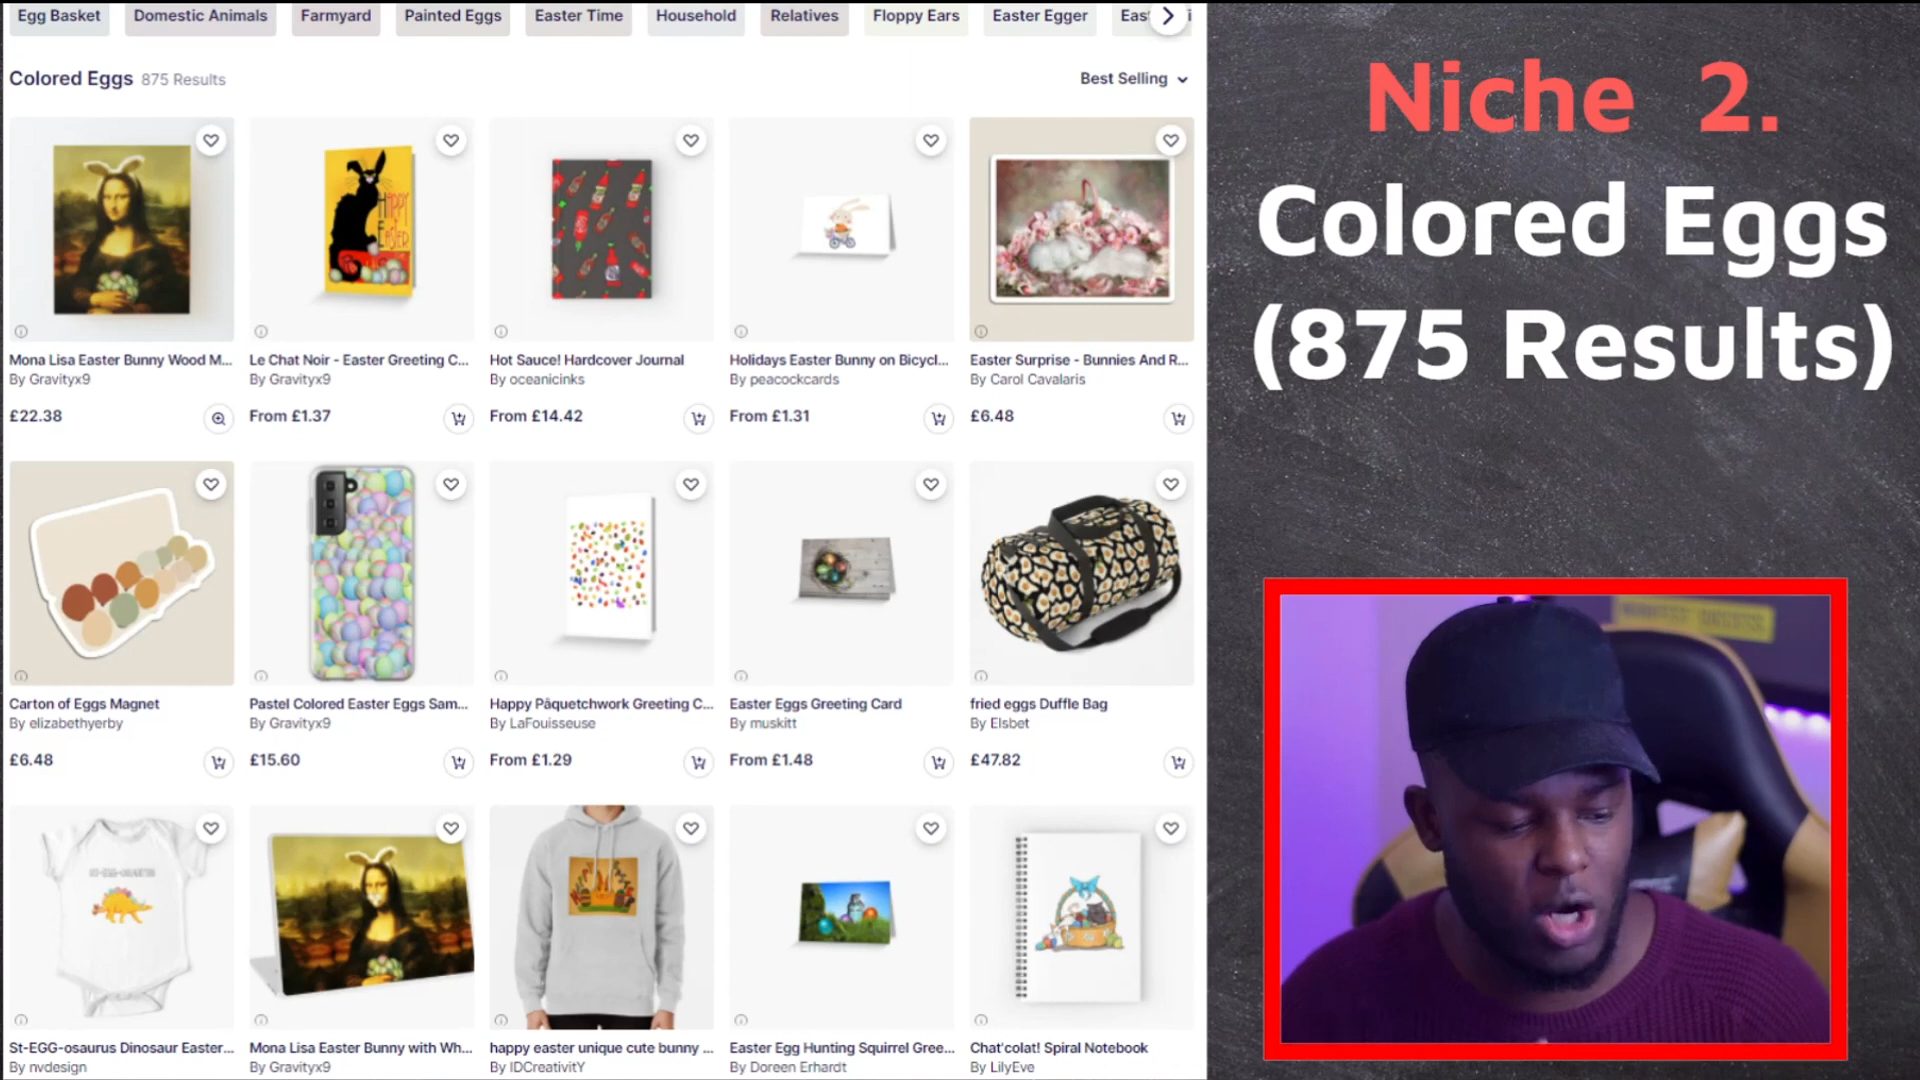 Egg Basket
Domestic Animals
Farmyard
Painted Eggs
Easter Time
Household
Relatives
Floppy Ears
Easter Egger
Colored Eggs 875 Results
Best Selling
Mona Lisa Easter Bunny Wood M...
By Gravityx9
£22.38
Le Chat Noir - Easter Greeting C...
By Gravityx9
From £1.37
Hot Sauce! Hardcover Journal
By oceanicinks
From £14.42
Holidays Easter Bunny on Bicycl...
By peacockcards
From £1.31
Easter Surprise - Bunnies And R...
By Carol Cavalaris
£6.48
Carton of Eggs Magnet
By elizabethyerby
£6.48
Pastel Colored Easter Eggs Sam...
By Gravityx9
£15.60
Happy Pâquetchwork Greeting C...
By LaFouisseuse
From £1.29
Easter Eggs Greeting Card
By muskitt
From £1.48
fried eggs Duffle Bag
By Elsbet
£47.82
ST-EGG-OSAURUS
St-EGG-osaurus Dinosaur Easter...
By nvdesign
Mona Lisa Easter Bunny with Wh...
By Gravityx9
happy easter unique cute bunny ...
By IDCreativitY
Easter Egg Hunting Squirrel Gree...
By Doreen Erhardt
Chat'colat! Spiral Notebook
By LilyEve
Niche 2.
Colored Eggs
(875 Results)